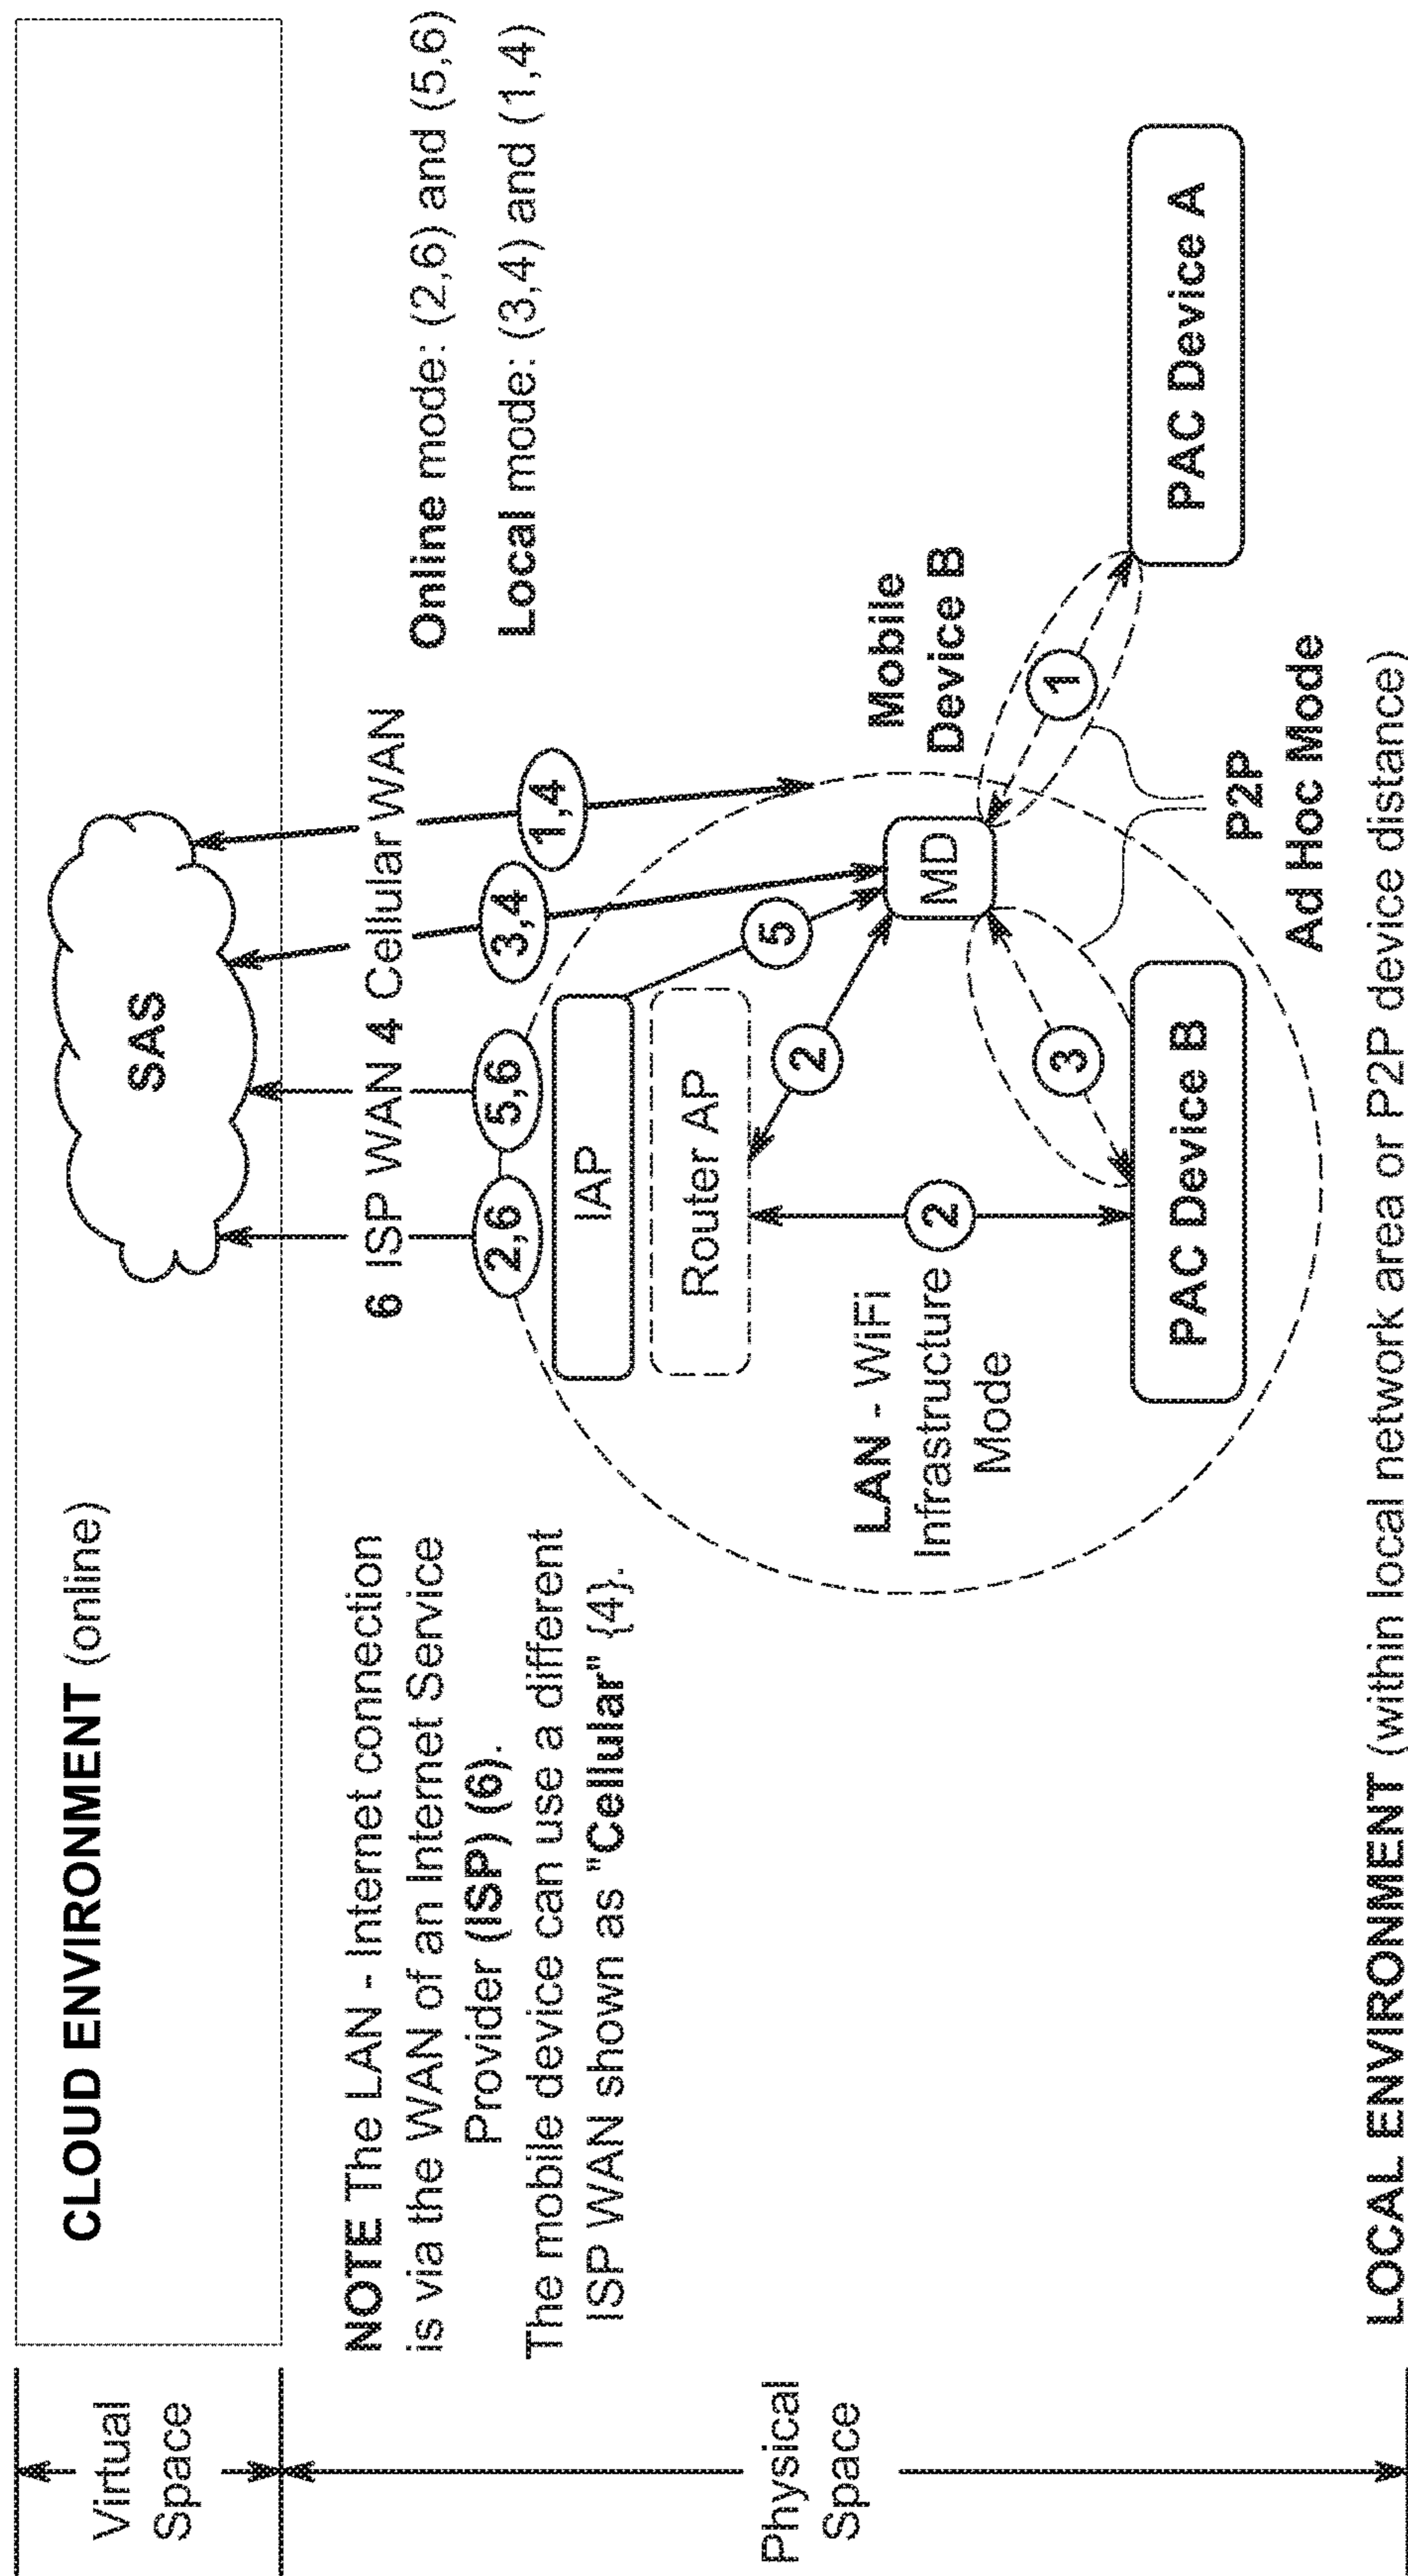 Virtual
Space
CLOUD ENVIRONMENT (online)
SAS
NOTE The LAN - Internet connection
is via the WAN of an Internet Service
Provider (ISP) (6).
The mobile device can use a different
ISP WAN shown as "Cellular" {4}.
6 ISP WAN 4 Cellular WAN
Online mode: (2,6) and (5,6)
Local mode: (3,4) and (1,4)
2,6
5,6
3,4
1,4
IAP
Router AP
5
2
LAN - WiFi
Infrastructure
Mode
2
MD
Mobile
Device B
3
1
PAC Device B
PAC Device A
P2P
Ad Hoc Mode
Physical
Space
LOCAL ENVIRONMENT (within local network area or P2P device distance)